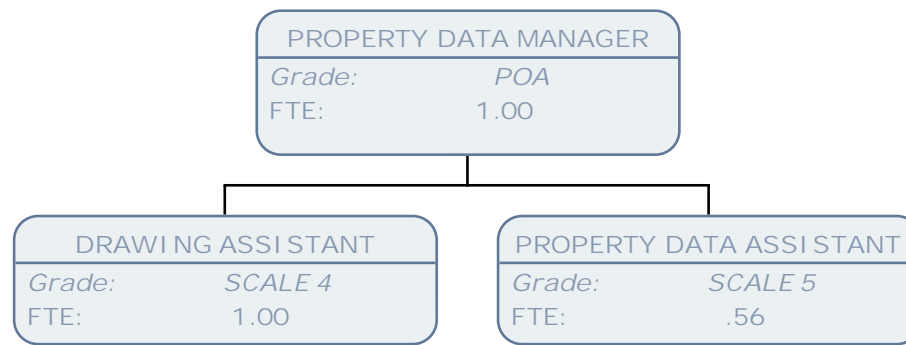 PROPERTY DATA MANAGER
Grade: POA
FTE: 1.00
DRAWING ASSISTANT
Grade: SCALE 4
FTE: 1.00
PROPERTY DATA ASSISTANT
Grade: SCALE 5
FTE: .56